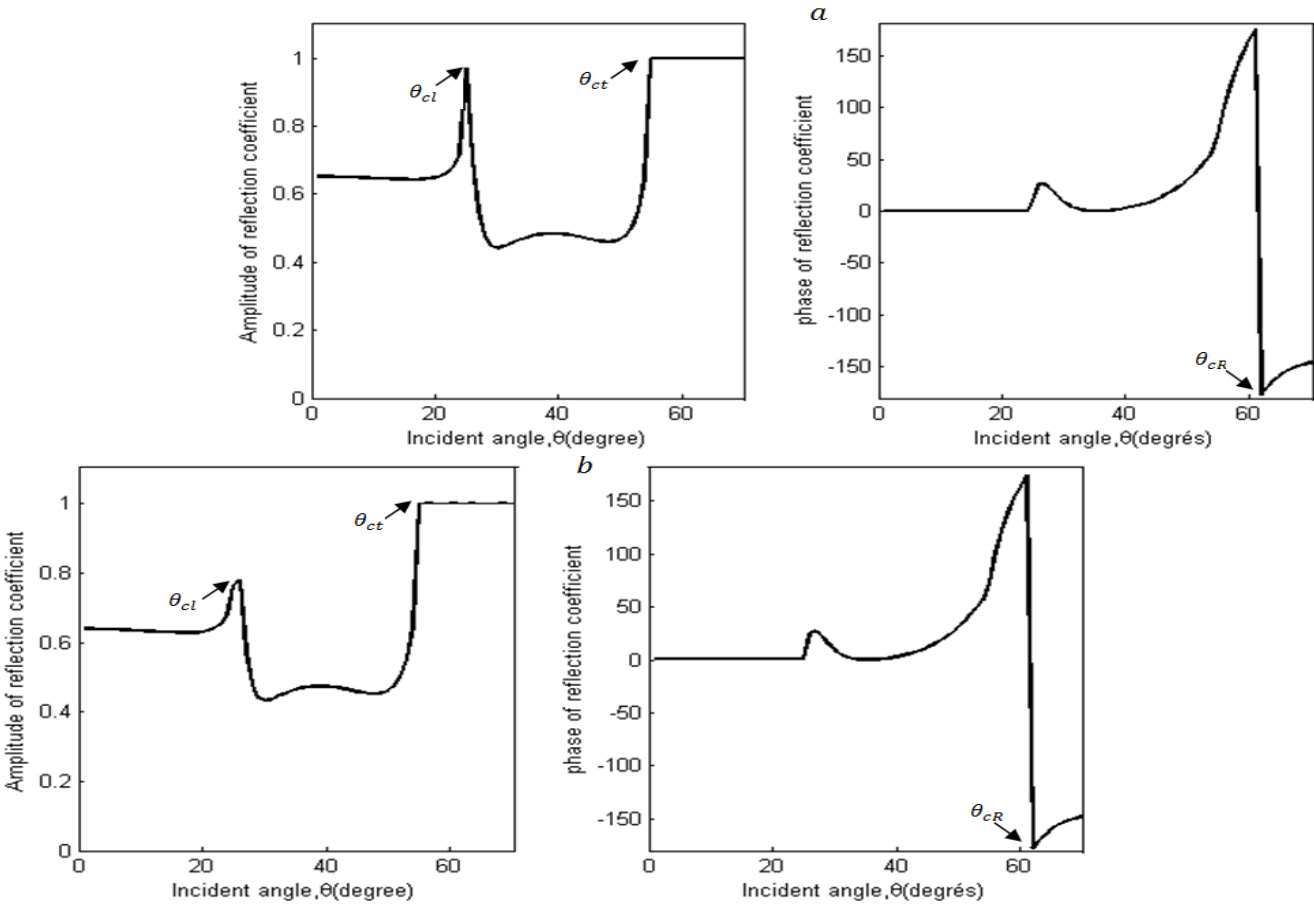 a
Amplitude of reflection coefficient
1
0.8
0.6
0.4
0.2
0
0
20
40
60
θcl
θct
Incident angle,θ(degree)
phase of reflection coefficient
150
100
50
0
-50
-100
-150
0
20
40
60
θcR
Incident angle,θ(degrés)
b
Amplitude of reflection coefficient
1
0.8
0.6
0.4
0.2
0
0
20
40
60
θcl
θct
Incident angle,θ(degree)
phase of reflection coefficient
150
100
50
0
-50
-100
-150
0
20
40
60
θcR
Incident angle,θ(degrés)